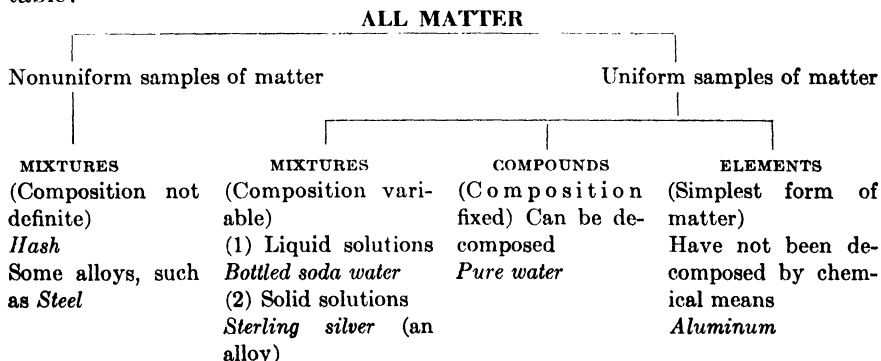 table:
ALL MATTER
Nonuniform samples of matter
Uniform samples of matter
MIXTURES
(Composition not
definite)
Hash
Some alloys, such
as Steel
MIXTURES
(Composition vari-
able)
(1) Liquid solutions
Bottled soda water
(2) Solid solutions
Sterling silver (an
alloy)
COMPOUNDS
(Composition
fixed) Can be de-
composed
Pure water
ELEMENTS
(Simplest form of
matter)
Have not been de-
composed by chem-
ical means
Aluminum